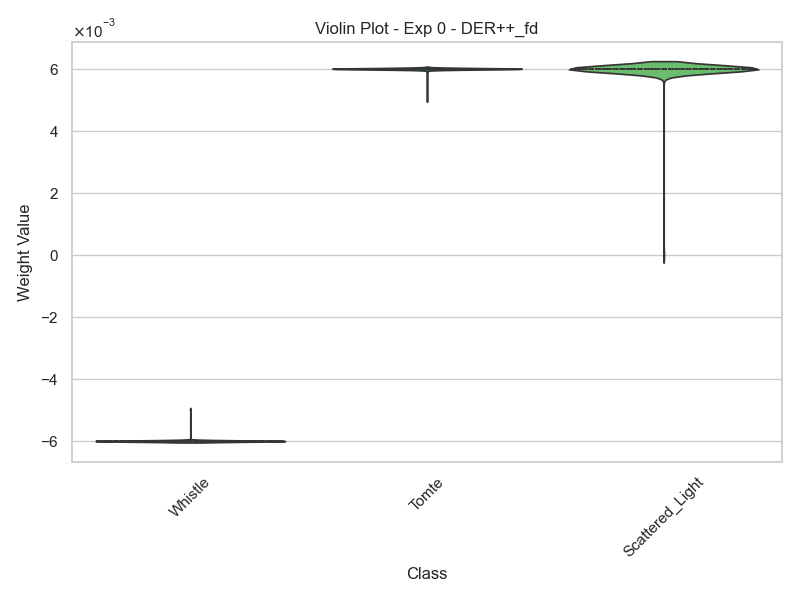 Violin Plot - Exp 0 - DER++_fd
×10⁻³
6
4
2
0
−2
−4
−6
Weight Value
Whistle
Tomte
Scattered_Light
Class